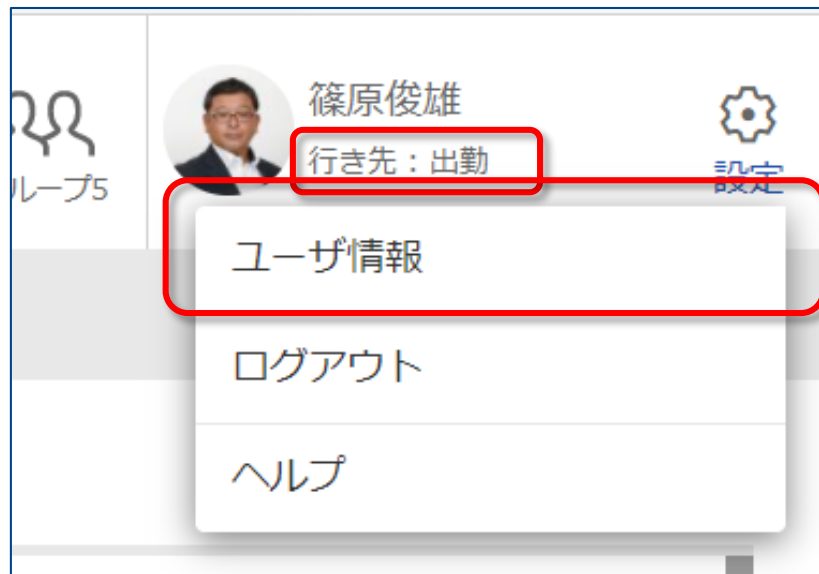 篠原俊雄
行き先：出勤
ループ5
設定
ユーザ情報
ログアウト
ヘルプ